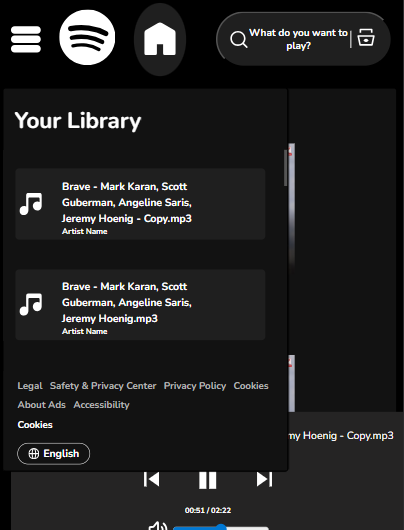 What do you want to
play?
Your Library
Brave - Mark Karan, Scott
Guberman, Angeline Saris,
Jeremy Hoenig - Copy.mp3
Artist Name
Brave - Mark Karan, Scott
Guberman, Angeline Saris,
Jeremy Hoenig.mp3
Artist Name
Legal Safety & Privacy Center Privacy Policy Cookies
About Ads Accessibility
Cookies
my Hoenig - Copy.mp3
English
00:51 / 02:22